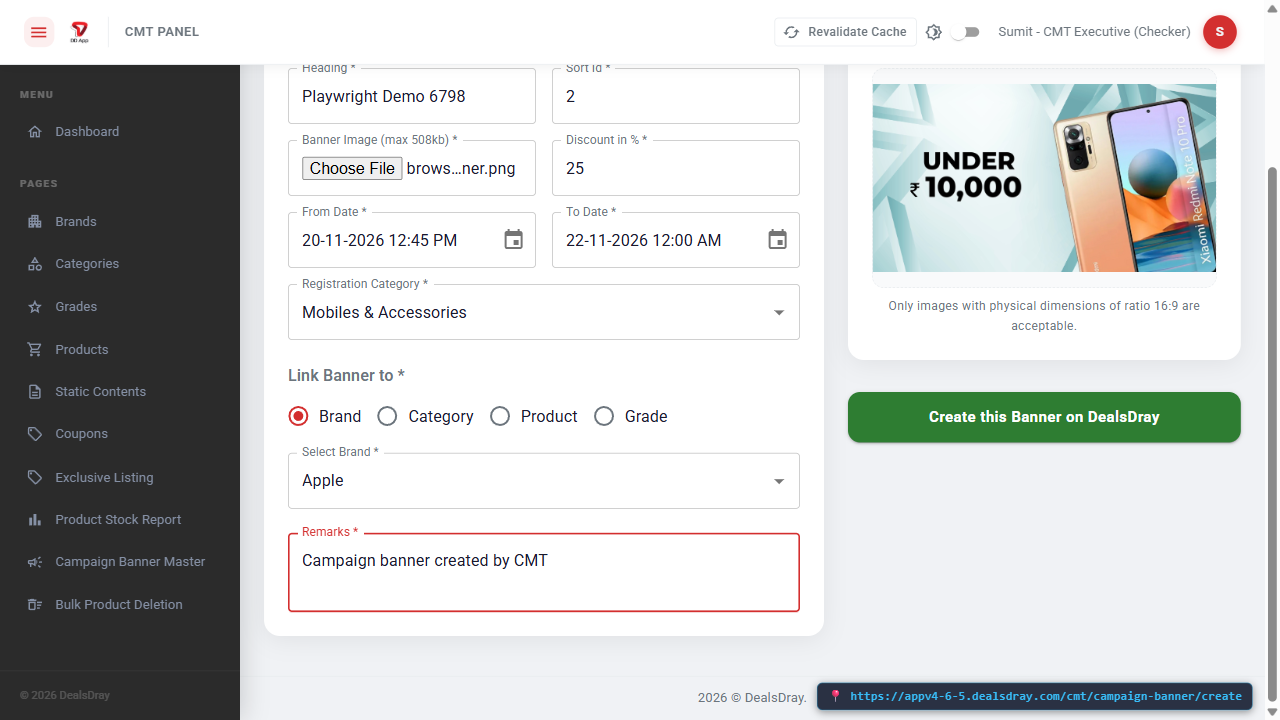 DD App
CMT PANEL
Revalidate Cache
Sumit - CMT Executive (Checker)
S
MENU
Dashboard
PAGES
Brands
Categories
Grades
Products
Static Contents
Coupons
Exclusive Listing
Product Stock Report
Campaign Banner Master
Bulk Product Deletion
© 2026 DealsDray
Heading *
Playwright Demo 6798
Sort Id *
2
Banner Image (max 508kb) *
Choose File brows...ner.png
Discount in % *
25
From Date *
20-11-2026 12:45 PM
To Date *
22-11-2026 12:00 AM
Registration Category *
Mobiles & Accessories
Link Banner to *
Brand
Category
Product
Grade
Select Brand *
Apple
Remarks *
Campaign banner created by CMT
UNDER
₹ 10,000
Xiaomi Redmi Note 10 Pro
Only images with physical dimensions of ratio 16:9 are
acceptable.
Create this Banner on DealsDray
2026 © DealsDray.
https://appv4-6-5.dealsdray.com/cmt/campaign-banner/create